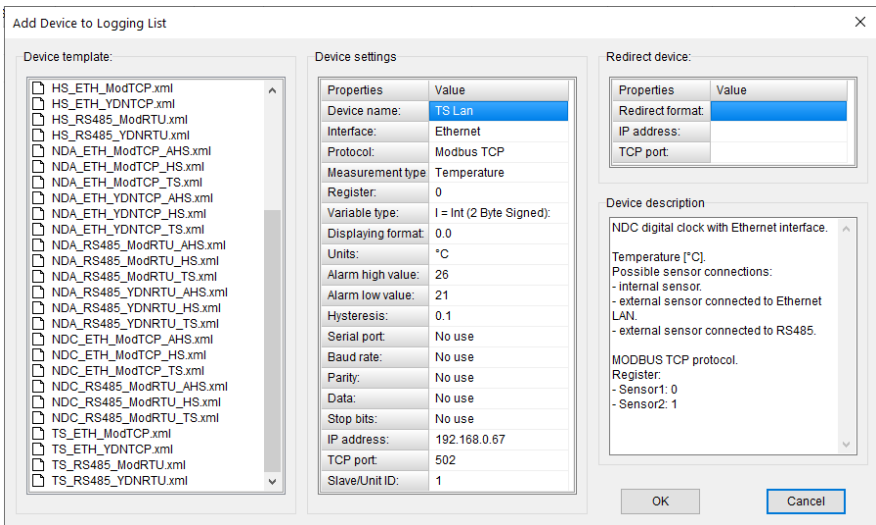 Add Device to Logging List
Device template:
HS_ETH_ModTCP.xml
HS_ETH_YDNTCP.xml
HS_RS485_ModRTU.xml
HS_RS485_YDNRTU.xml
NDA_ETH_ModTCP_AHS.xml
NDA_ETH_ModTCP_HS.xml
NDA_ETH_ModTCP_TS.xml
NDA_ETH_YDNTCP_AHS.xml
NDA_ETH_YDNTCP_HS.xml
NDA_ETH_YDNTCP_TS.xml
NDA_RS485_ModRTU_AHS.xml
NDA_RS485_ModRTU_HS.xml
NDA_RS485_ModRTU_TS.xml
NDA_RS485_YDNRTU_AHS.xml
NDA_RS485_YDNRTU_HS.xml
NDA_RS485_YDNRTU_TS.xml
NDC_ETH_ModTCP_AHS.xml
NDC_ETH_ModTCP_HS.xml
NDC_ETH_ModTCP_TS.xml
NDC_RS485_ModRTU_AHS.xml
NDC_RS485_ModRTU_HS.xml
NDC_RS485_ModRTU_TS.xml
TS_ETH_ModTCP.xml
TS_ETH_YDNTCP.xml
TS_RS485_ModRTU.xml
TS_RS485_YDNRTU.xml
Device settings
Properties Value
Device name: TS Lan
Interface: Ethernet
Protocol: Modbus TCP
Measurement type Temperature
Register: 0
Variable type: I = Int (2 Byte Signed):
Displaying format: 0.0
Units: °C
Alarm high value: 26
Alarm low value: 21
Hysteresis: 0.1
Serial port: No use
Baud rate: No use
Parity: No use
Data: No use
Stop bits: No use
IP address: 192.168.0.67
TCP port: 502
Slave/Unit ID: 1
Redirect device:
Properties Value
Redirect format:
IP address:
TCP port:
Device description
NDC digital clock with Ethernet interface.
Temperature [°C].
Possible sensor connections:
- internal sensor.
- external sensor connected to Ethernet
LAN.
- external sensor connected to RS485.
MODBUS TCP protocol.
Register:
- Sensor1: 0
- Sensor2: 1
OK
Cancel